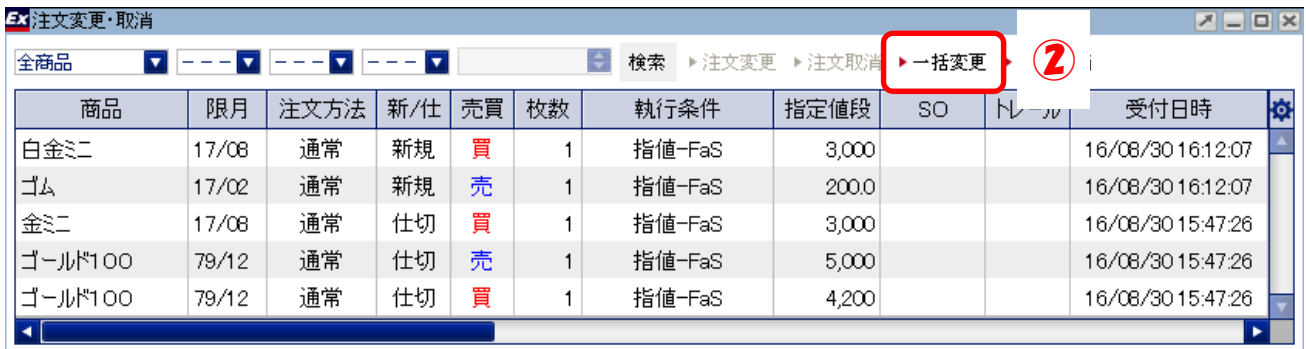 Ex 注文変更・取消
全商品 --- --- --- 検索 ▶注文変更 ▶注文取消 ▶一括変更 ②
商品 限月 注文方法 新/仕 売買 枚数 執行条件 指定値段 SO トレール 受付日時
白金ミニ 17/08 通常 新規 買 1 指値-FaS 3,000 16/08/30 16:12:07
ゴム 17/02 通常 新規 売 1 指値-FaS 200.0 16/08/30 16:12:07
金ミニ 17/08 通常 仕切 買 1 指値-FaS 3,000 16/08/30 15:47:26
ゴールド100 79/12 通常 仕切 売 1 指値-FaS 5,000 16/08/30 15:47:26
ゴールド100 79/12 通常 仕切 買 1 指値-FaS 4,200 16/08/30 15:47:26